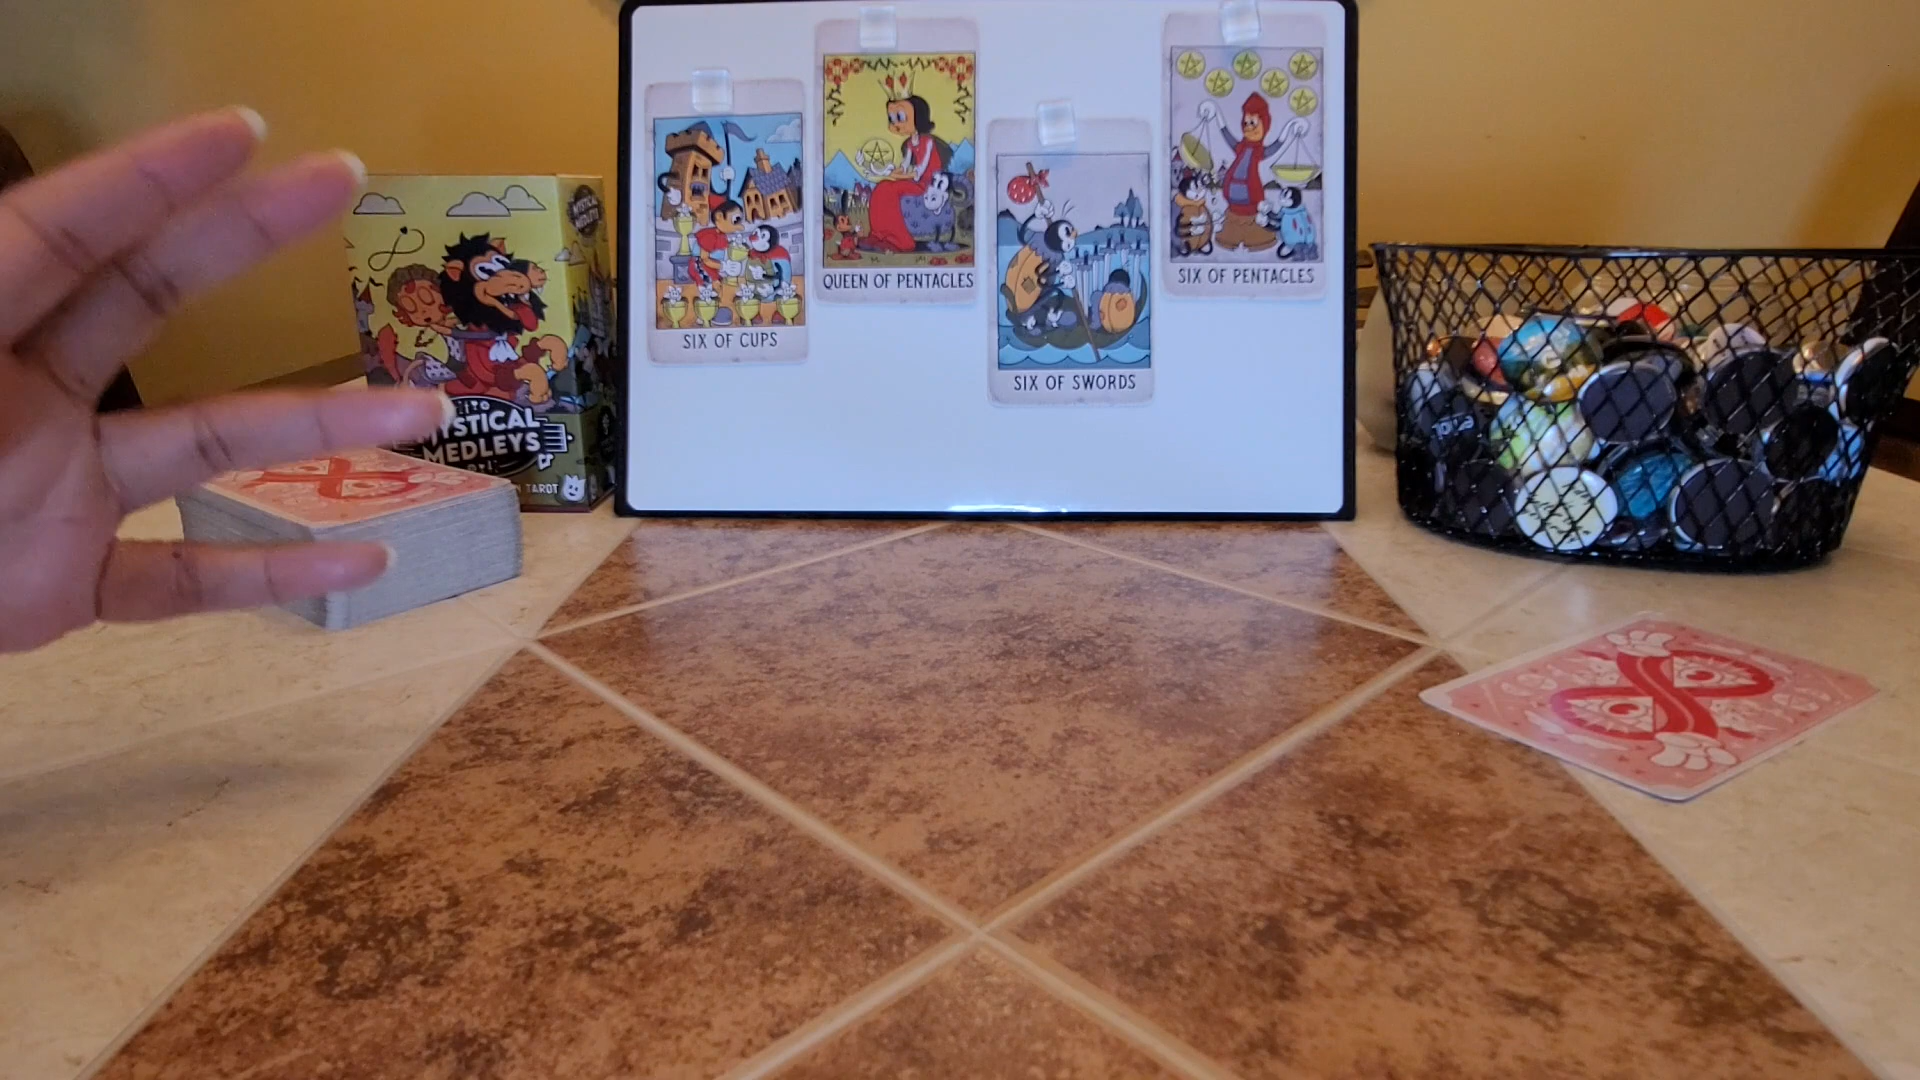 SIX OF CUPS
QUEEN OF PENTACLES
SIX OF SWORDS
SIX OF PENTACLES
MYSTICAL
MEDLEYS
TAROT